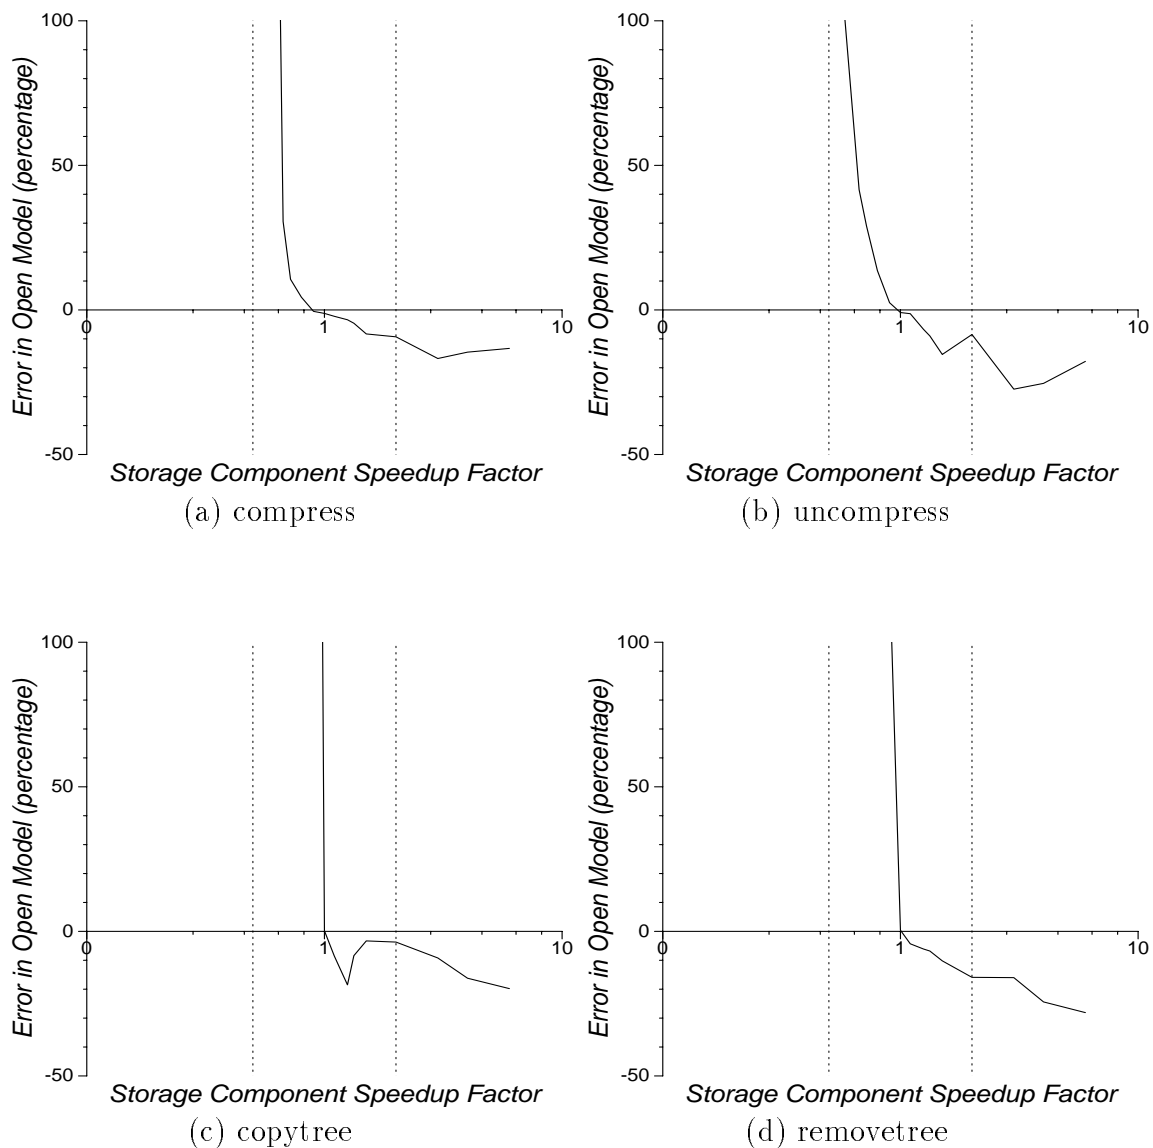 100
50
0
-50
0
1
10
Error in Open Model (percentage)
Storage Component Speedup Factor
(a) compress
100
50
0
-50
0
1
10
Error in Open Model (percentage)
Storage Component Speedup Factor
(b) uncompress
100
50
0
-50
0
1
10
Error in Open Model (percentage)
Storage Component Speedup Factor
(c) copytree
100
50
0
-50
0
1
10
Error in Open Model (percentage)
Storage Component Speedup Factor
(d) removetree